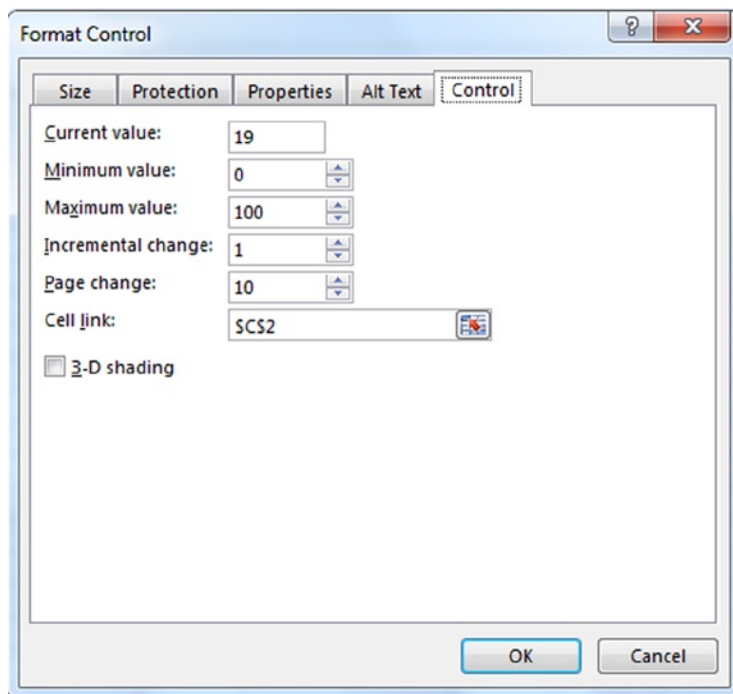 Format Control
?
Size Protection Properties Alt Text Control
Current value: 19
Minimum value: 0
Maximum value: 100
Incremental change: 1
Page change: 10
Cell link: $C$2
3-D shading
OK Cancel